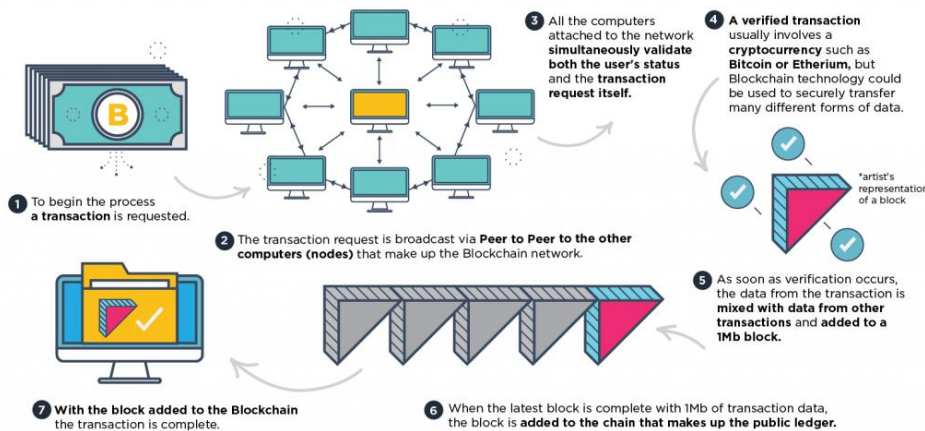 B
1 To begin the process
a transaction is requested.
2 The transaction request is broadcast via Peer to Peer to the other
computers (nodes) that make up the Blockchain network.
3 All the computers
attached to the network
simultaneously validate
both the user's status
and the transaction
request itself.
4 A verified transaction
usually involves a
cryptocurrency such as
Bitcoin or Etherium, but
Blockchain technology could
be used to securely transfer
many different forms of data.
*artist's
representation
of a block
5 As soon as verification occurs,
the data from the transaction is
mixed with data from other
transactions and added to a
1Mb block.
6 When the latest block is complete with 1Mb of transaction data,
the block is added to the chain that makes up the public ledger.
7 With the block added to the Blockchain
the transaction is complete.